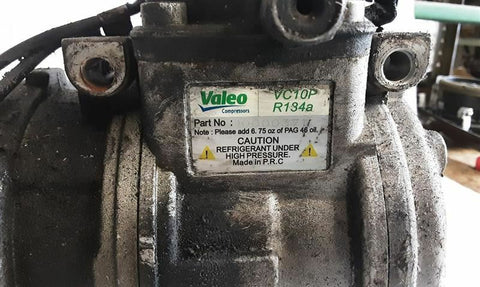 Valeo
Compressors
VC10P
R134a
Part No :
Note : Please add 6.75 oz of PAG 46 oil.
CAUTION
REFRIGERANT UNDER
HIGH PRESSURE.
Made in P.R.C